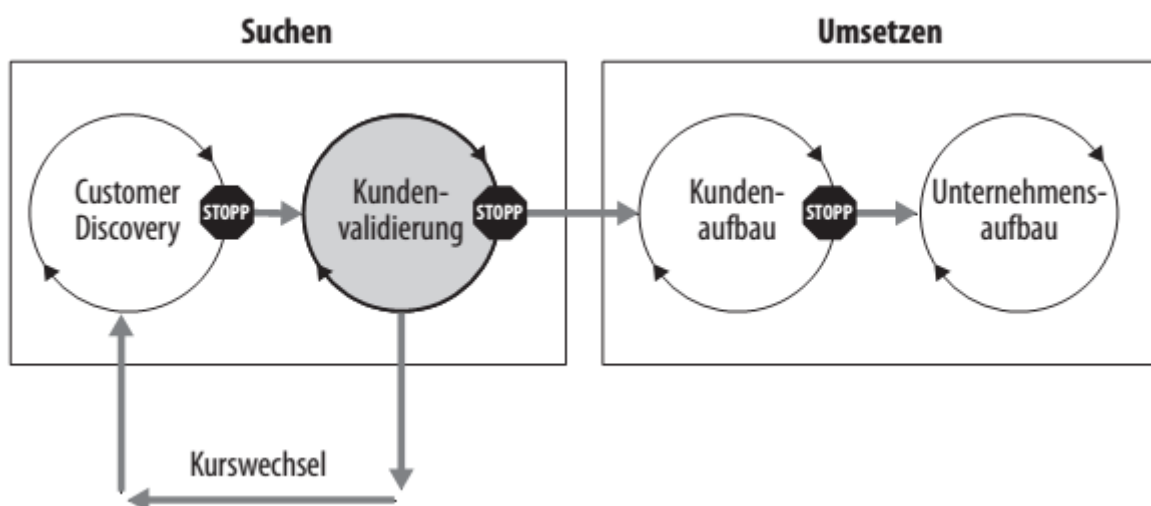 Suchen
Umsetzen
Customer
Discovery
STOPP
Kunden-
validierung
STOPP
Kunden-
aufbau
STOPP
Unternehmens-
aufbau
Kurswechsel